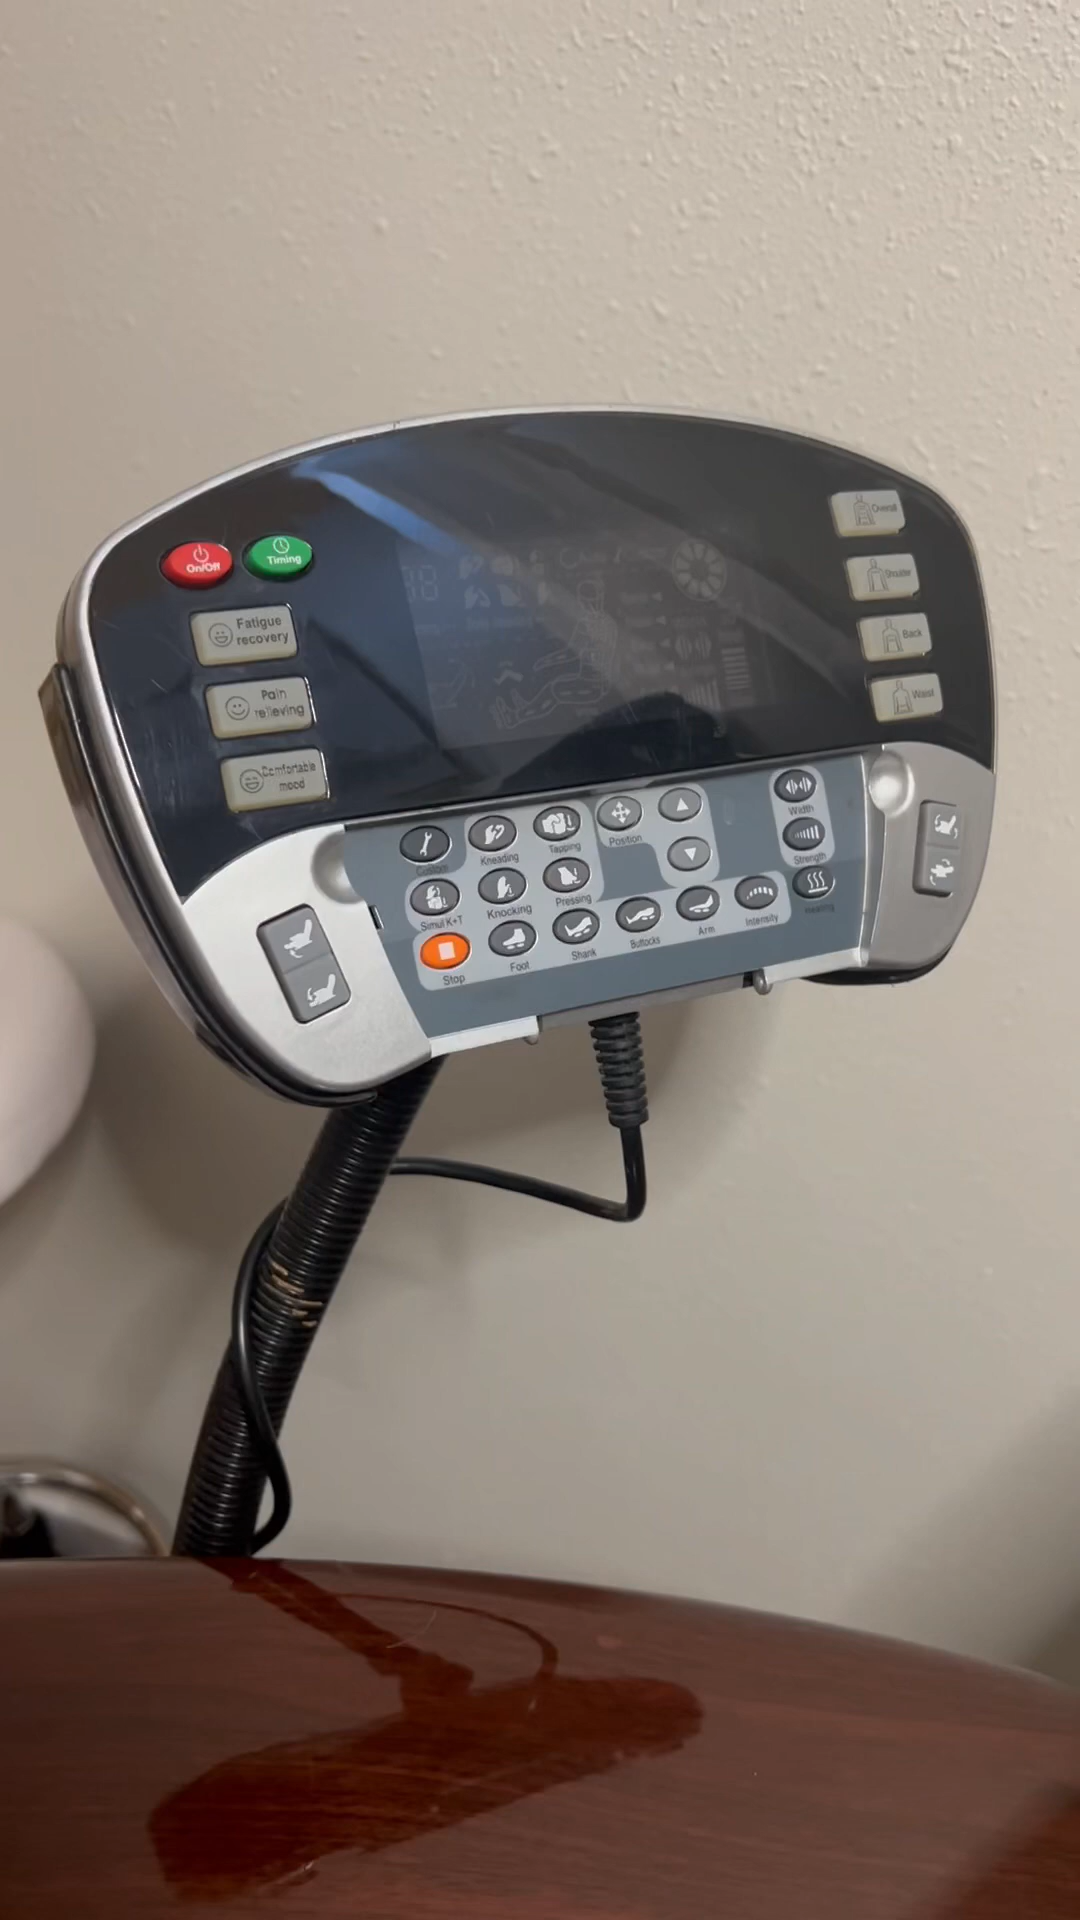 On/Off
Timing
Fatigue
recovery
Pain
relieving
Comfortable
mood
Overall
Shoulder
Back
Waist
Custom
Kneading
Tapping
Position
Width
Simul K+T
Knocking
Pressing
Strength
Stop
Foot
Shank
Buttocks
Arm
Intensity
Heating